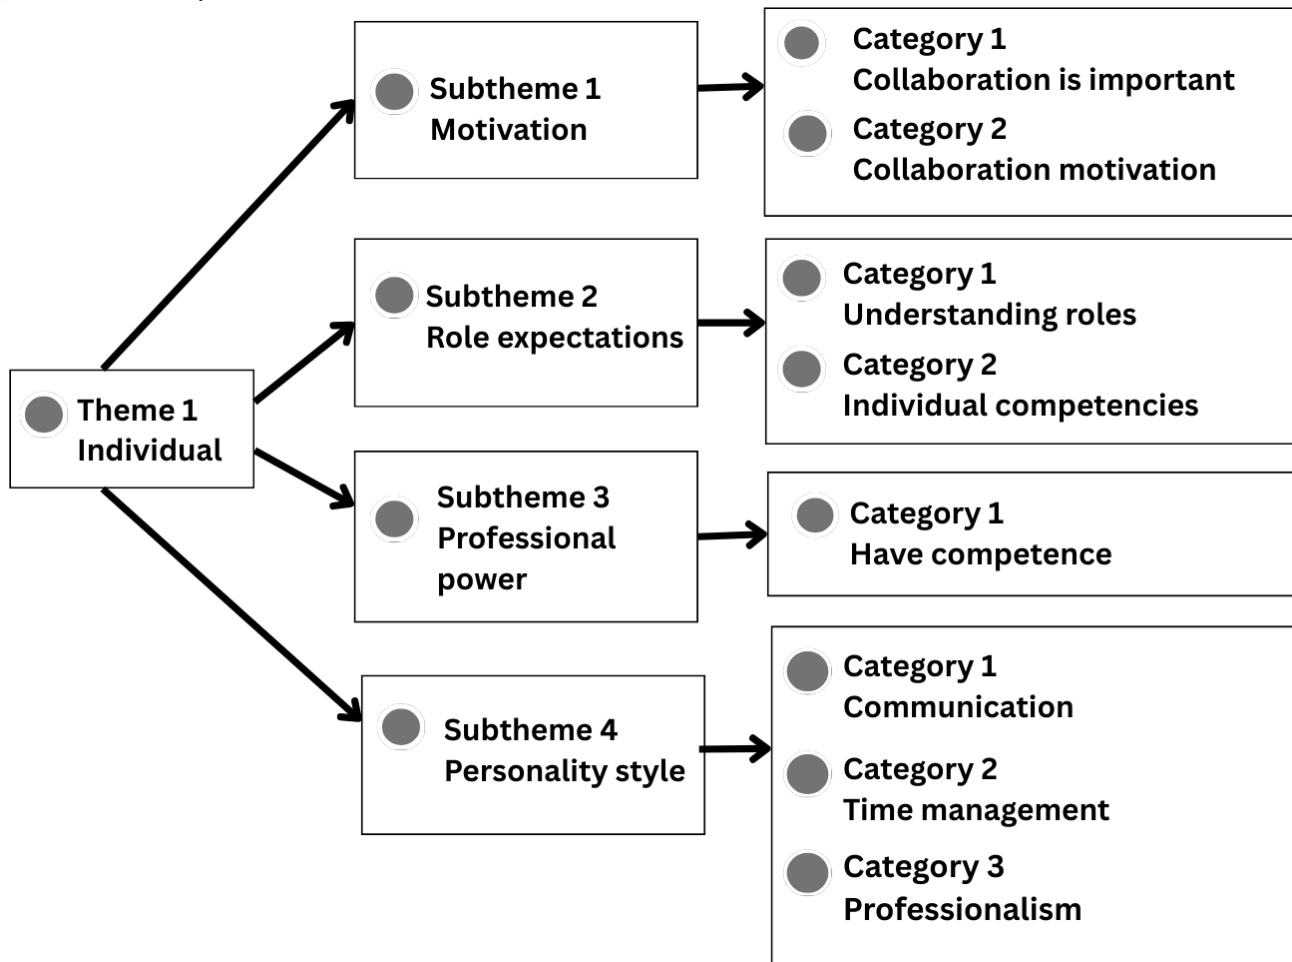 Theme 1
Individual
Subtheme 1
Motivation
Category 1
Collaboration is important
Category 2
Collaboration motivation
Subtheme 2
Role expectations
Category 1
Understanding roles
Category 2
Individual competencies
Subtheme 3
Professional
power
Category 1
Have competence
Subtheme 4
Personality style
Category 1
Communication
Category 2
Time management
Category 3
Professionalism